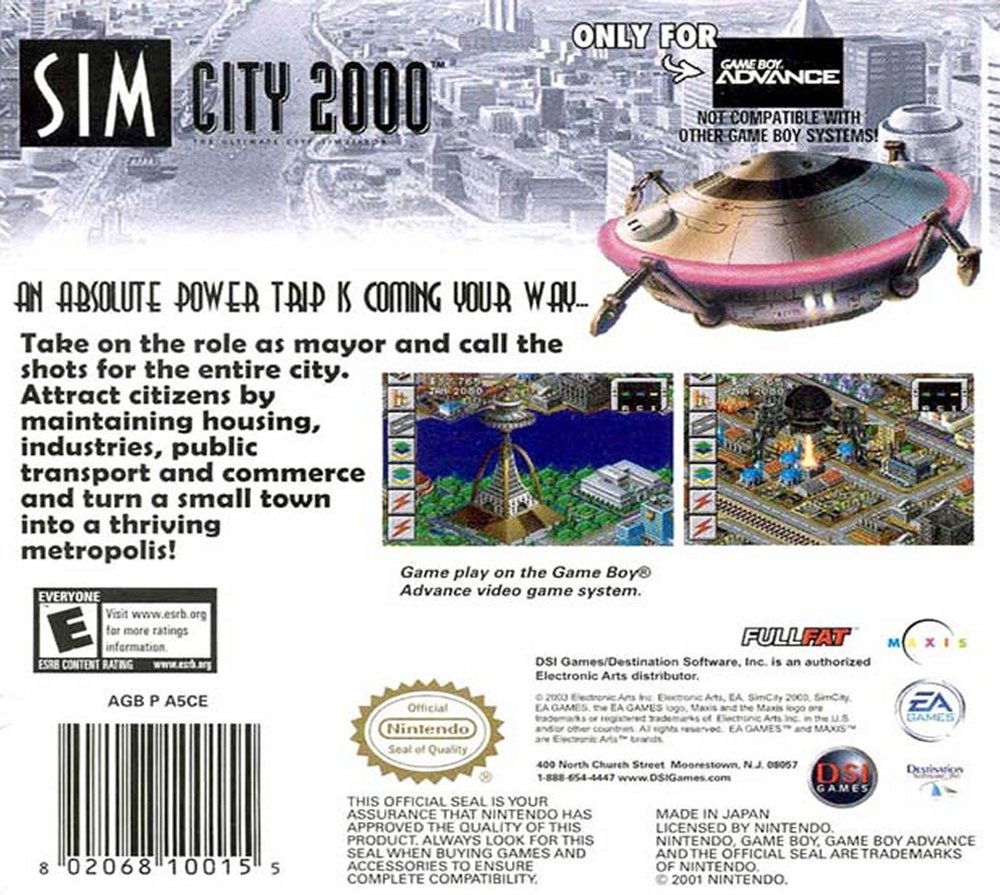 SIM CITY 2000™
THE ULTIMATE CITY SIMULATOR
ONLY FOR
GAME BOY ADVANCE
NOT COMPATIBLE WITH
OTHER GAME BOY SYSTEMS!
AN ABSOLUTE POWER TRIP IS COMING YOUR WAY...
Take on the role as mayor and call the
shots for the entire city.
Attract citizens by
maintaining housing,
industries, public
transport and commerce
and turn a small town
into a thriving
metropolis!
Game play on the Game Boy®
Advance video game system.
EVERYONE
E
Visit www.esrb.org
for more ratings
information.
ESRB CONTENT RATING www.esrb.org
AGB P A5CE
8 02068 10015 5
Official
Nintendo
Seal of Quality
®
THIS OFFICIAL SEAL IS YOUR
ASSURANCE THAT NINTENDO HAS
APPROVED THE QUALITY OF THIS
PRODUCT. ALWAYS LOOK FOR THIS
SEAL WHEN BUYING GAMES AND
ACCESSORIES TO ENSURE
COMPLETE COMPATIBILITY.
FULLFAT™
MAXIS
DSI Games/Destination Software, Inc. is an authorized
Electronic Arts distributor.
© 2003 Electronic Arts Inc. Electronic Arts, EA, SimCity 2000, SimCity,
EA GAMES, the EA GAMES logo, Maxis and the Maxis logo are
trademarks or registered trademarks of Electronic Arts Inc. in the U.S.
and/or other countries. All rights reserved. EA GAMES™ and MAXIS™
are Electronic Arts™ brands.
EA GAMES
400 North Church Street Moorestown, N.J. 08057
1-888-654-4447 www.DSIGames.com
DSI GAMES
Destination
Software, Inc
MADE IN JAPAN
LICENSED BY NINTENDO.
NINTENDO, GAME BOY, GAME BOY ADVANCE
AND THE OFFICIAL SEAL ARE TRADEMARKS
OF NINTENDO.
© 2001 NINTENDO.